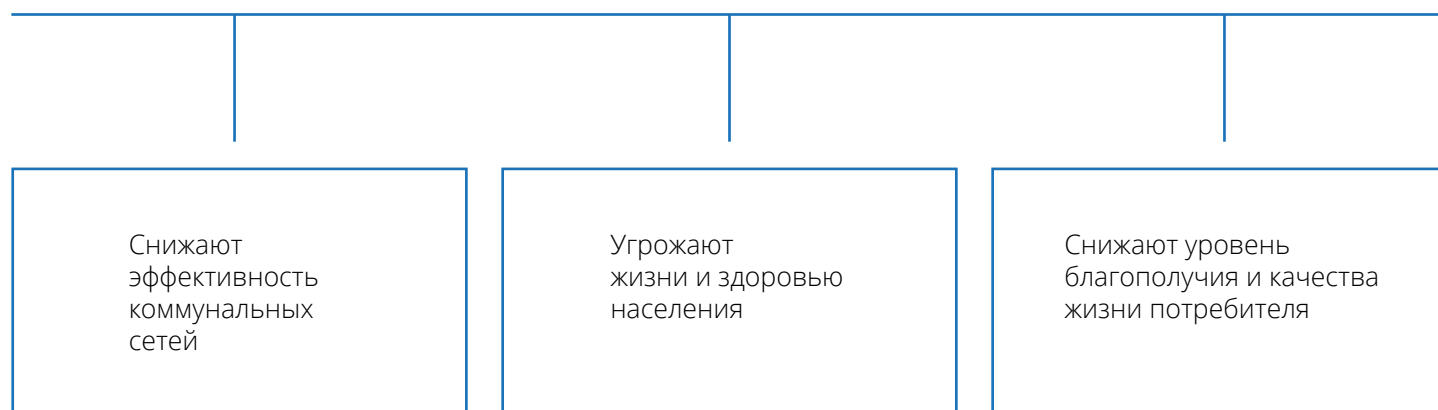 Снижают
эффективность
коммунальных
сетей
Угрожают
жизни и здоровью
населения
Снижают уровень
благополучия и качества
жизни потребителя